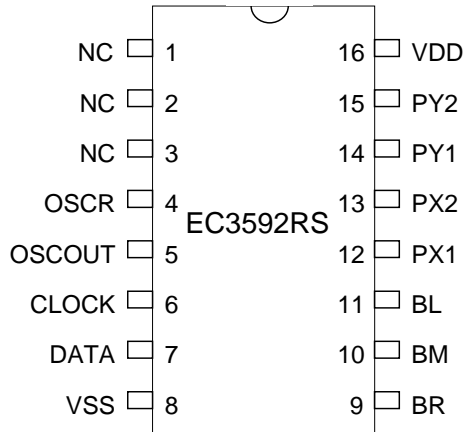 NC 1 16 VDD
NC 2 15 PY2
NC 3 14 PY1
OSCR 4 13 PX2
EC3592RS
OSCOUT 5 12 PX1
CLOCK 6 11 BL
DATA 7 10 BM
VSS 8 9 BR